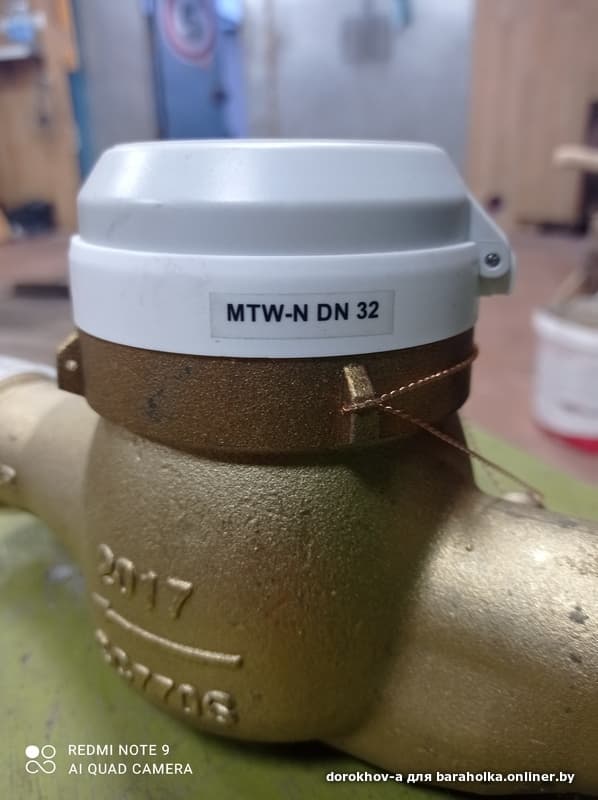 MTW-N DN 32
2017
REDMI NOTE 9
AI QUAD CAMERA
dorokhov-a для baraholka.onliner.by